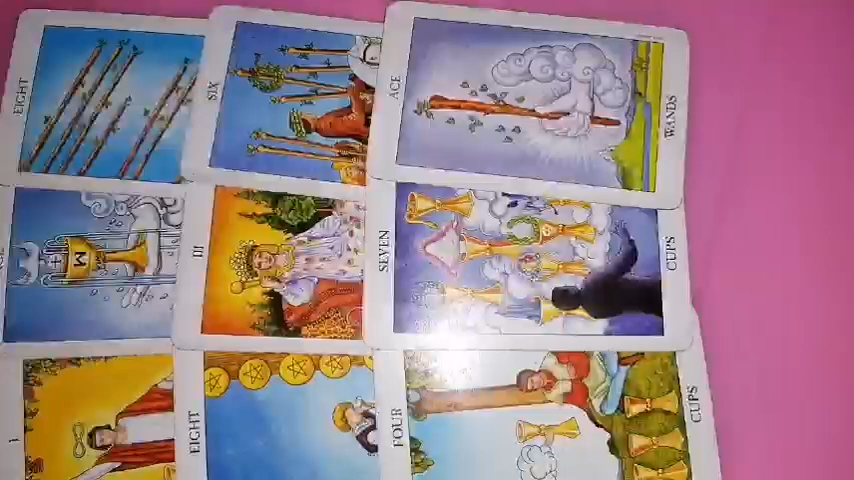 EIGHT
SIX
ACE
WANDS
III
SEVEN
CUPS
I
EIGHT
FOUR
CUPS